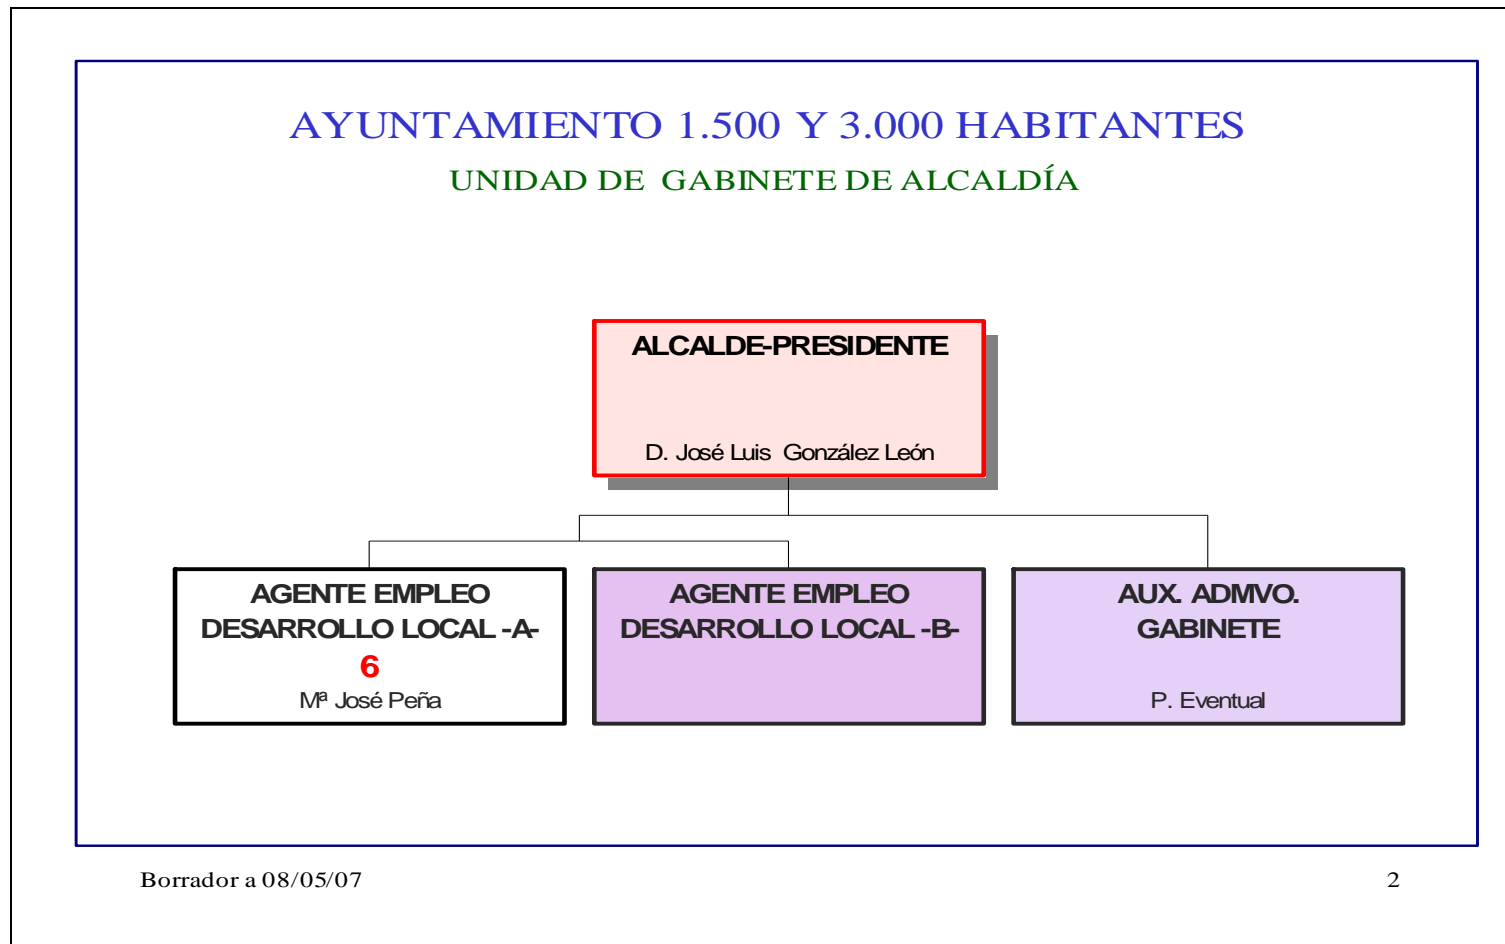 AYUNTAMIENTO 1.500 Y 3.000 HABITANTES
UNIDAD DE GABINETE DE ALCALDÍA
ALCALDE-PRESIDENTE
D. José Luis González León
AGENTE EMPLEO
DESARROLLO LOCAL -A-
6
Mª José Peña
AGENTE EMPLEO
DESARROLLO LOCAL -B-
AUX. ADMVO.
GABINETE
P. Eventual
Borrador a 08/05/07
2